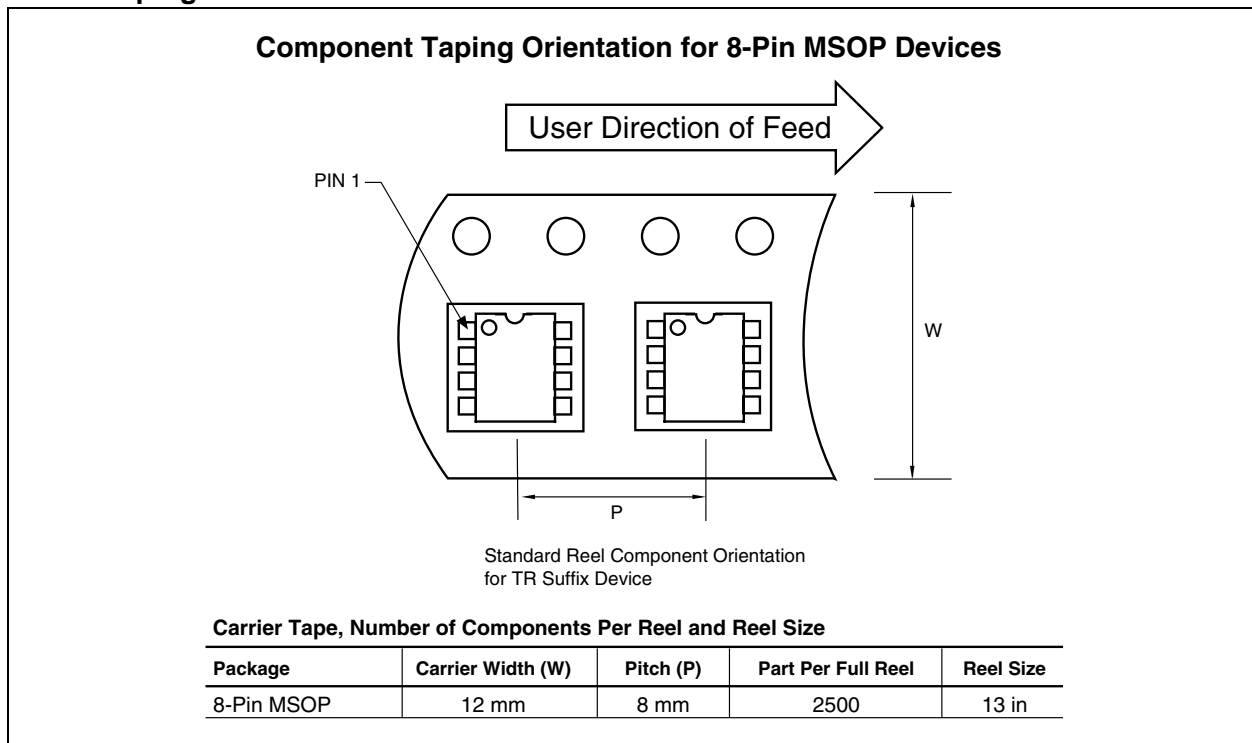 Component Taping Orientation for 8-Pin MSOP Devices
User Direction of Feed
PIN 1
W
P
Standard Reel Component Orientation
for TR Suffix Device
Carrier Tape, Number of Components Per Reel and Reel Size
Package Carrier Width (W) Pitch (P) Part Per Full Reel Reel Size
8-Pin MSOP 12 mm 8 mm 2500 13 in